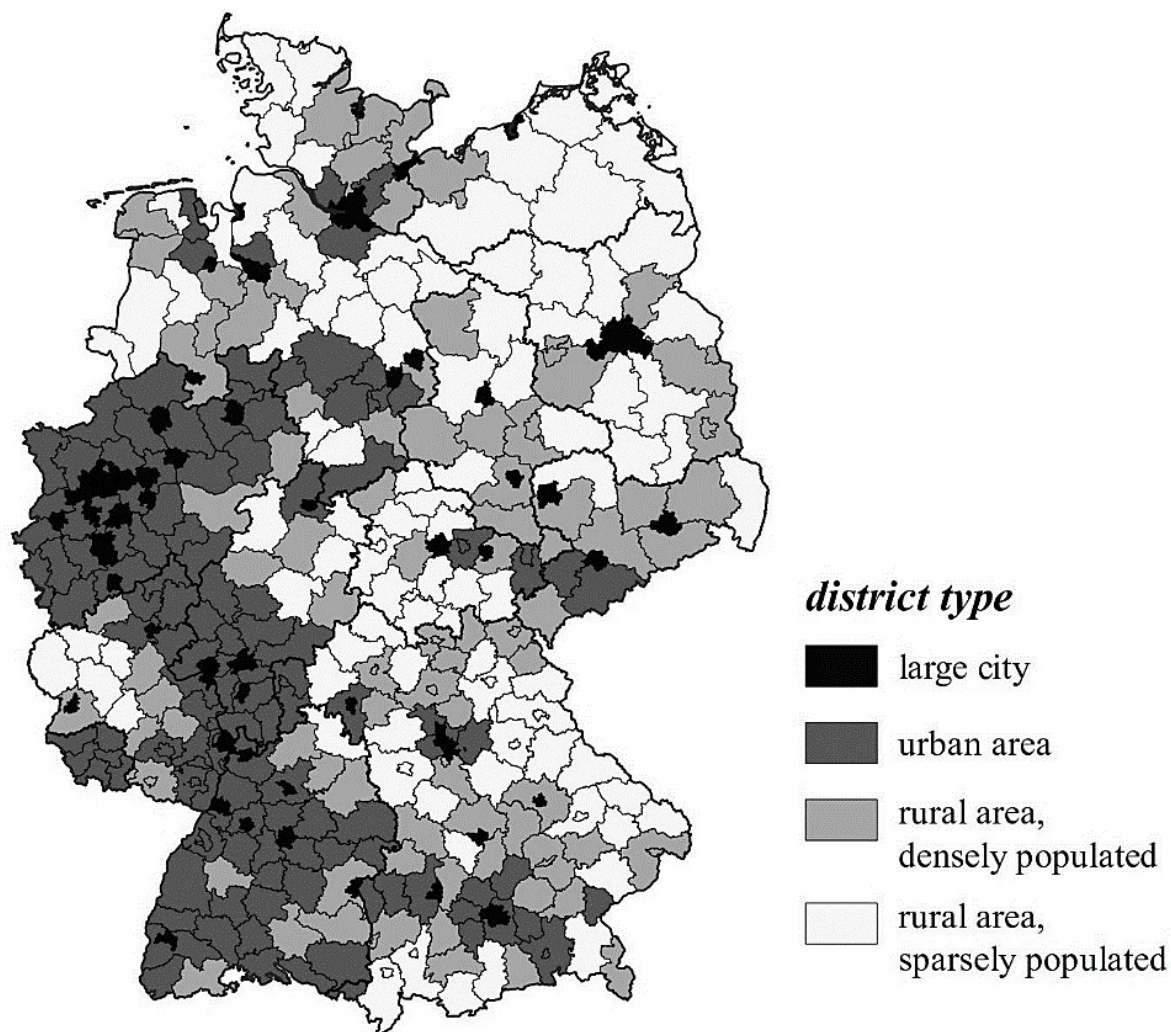 district type
large city
urban area
rural area,
densely populated
rural area,
sparsely populated